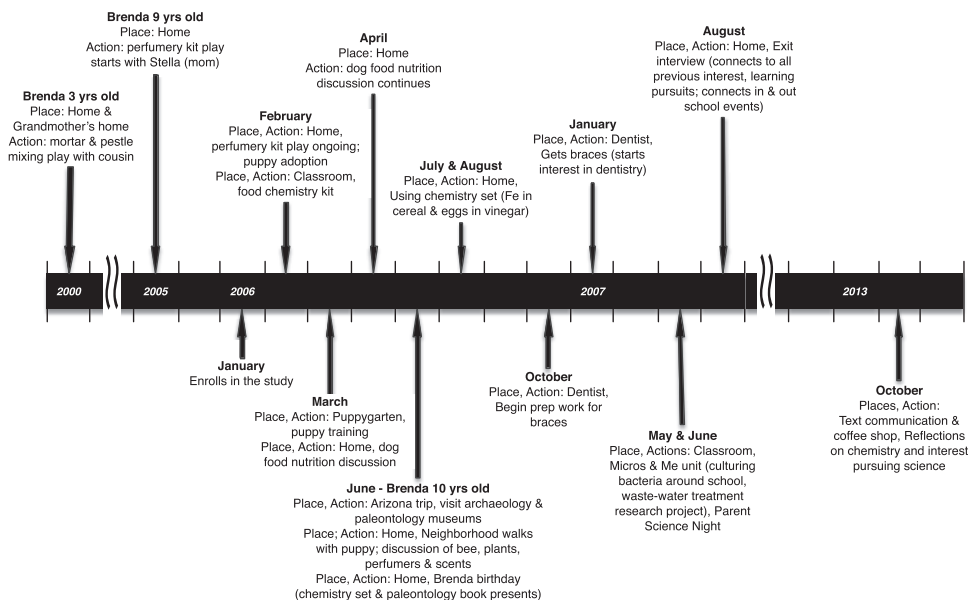 Brenda 9 yrs old
Place: Home
Action: perfumery kit play
starts with Stella (mom)
Brenda 3 yrs old
Place: Home &
Grandmother's home
Action: mortar & pestle
mixing play with cousin
February
Place, Action: Home,
perfumery kit play ongoing;
puppy adoption
Place, Action: Classroom,
food chemistry kit
April
Place: Home
Action: dog food nutrition
discussion continues
July & August
Place, Action: Home,
Using chemistry set (Fe in
cereal & eggs in vinegar)
January
Place, Action: Dentist,
Gets braces (starts
interest in dentistry)
August
Place, Action: Home, Exit
interview (connects to all
previous interest, learning
pursuits; connects in & out
school events)
2000
2005
2006
2007
2013
January
Enrolls in the study
March
Place, Action: Puppygarten,
puppy training
Place, Action: Home, dog
food nutrition discussion
June - Brenda 10 yrs old
Place, Action: Arizona trip, visit archaeology &
paleontology museums
Place; Action: Home, Neighborhood walks
with puppy; discussion of bee, plants,
perfumers & scents
Place, Action: Home, Brenda birthday
(chemistry set & paleontology book presents)
October
Place, Action: Dentist,
Begin prep work for
braces
May & June
Place, Actions: Classroom,
Micros & Me unit (culturing
bacteria around school,
waste-water treatment
research project), Parent
Science Night
October
Places, Action:
Text communication &
coffee shop, Reflections
on chemistry and interest
pursuing science